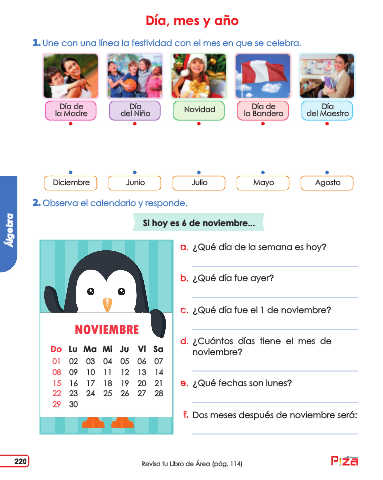 Día, mes y año
1. Une con una línea la festividad con el mes en que se celebra.
Día de la Madre
Día del Niño
Navidad
Día de la Bandera
Día del Maestro
Diciembre
Junio
Julio
Mayo
Agosto
2. Observa el calendario y responde.
Si hoy es 6 de noviembre...
NOVIEMBRE
Do Lu Ma Mi Ju Vi Sa
01 02 03 04 05 06 07
08 09 10 11 12 13 14
15 16 17 18 19 20 21
22 23 24 25 26 27 28
29 30
a. ¿Qué día de la semana es hoy?
b. ¿Qué día fue ayer?
c. ¿Qué día fue el 1 de noviembre?
d. ¿Cuántos días tiene el mes de
noviembre?
e. ¿Qué fechas son lunes?
f. Dos meses después de noviembre será:
Álgebra
220
Revisa tu Libro de Área (pág. 114)